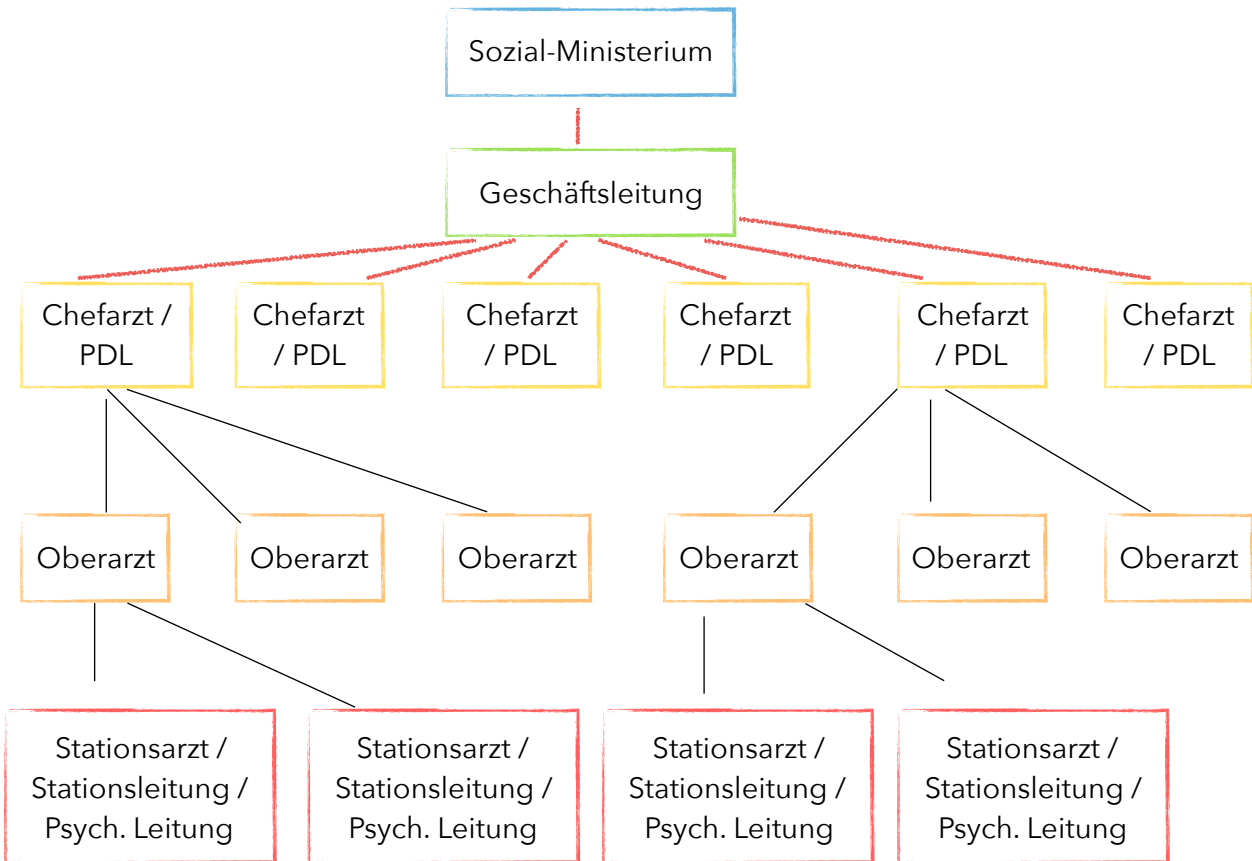 Sozial-Ministerium
Geschäftsleitung
Chefarzt /
PDL
Chefarzt
/ PDL
Chefarzt
/ PDL
Chefarzt
/ PDL
Chefarzt
/ PDL
Chefarzt
/ PDL
Oberarzt
Oberarzt
Oberarzt
Oberarzt
Oberarzt
Oberarzt
Stationsarzt /
Stationsleitung /
Psych. Leitung
Stationsarzt /
Stationsleitung /
Psych. Leitung
Stationsarzt /
Stationsleitung /
Psych. Leitung
Stationsarzt /
Stationsleitung /
Psych. Leitung